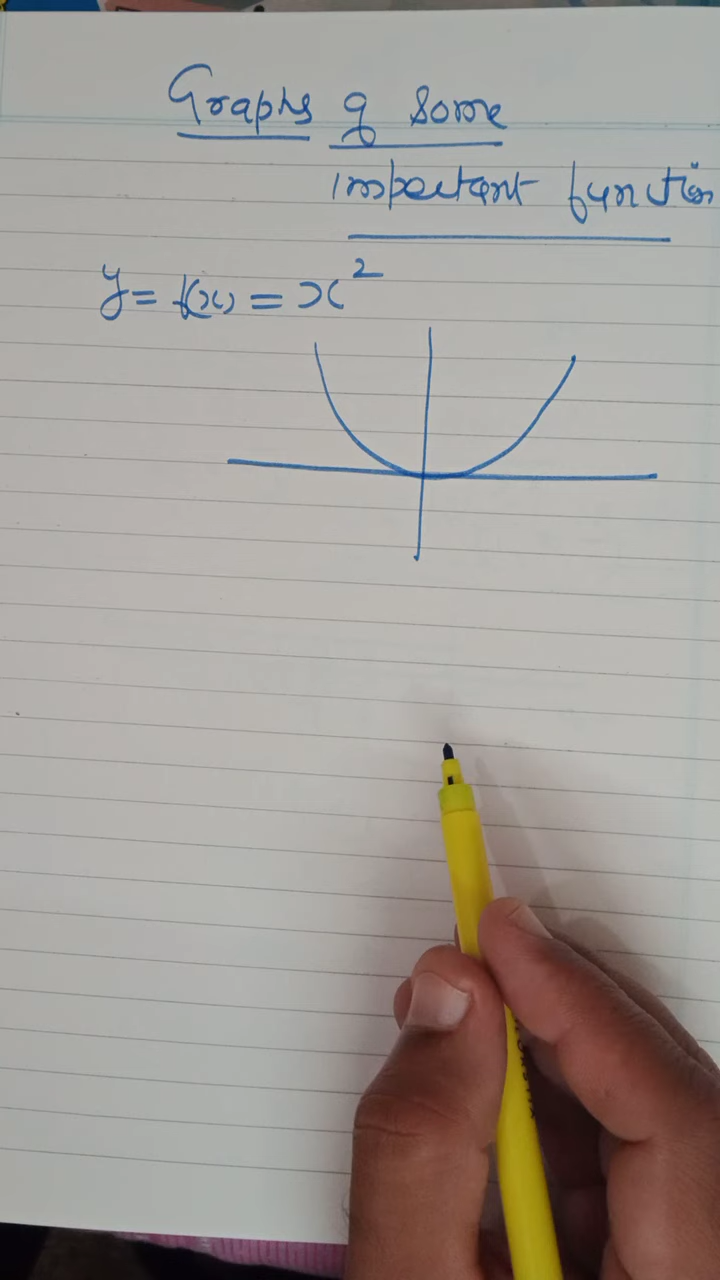 Graphs of Some
important function
y = f(x) = x²